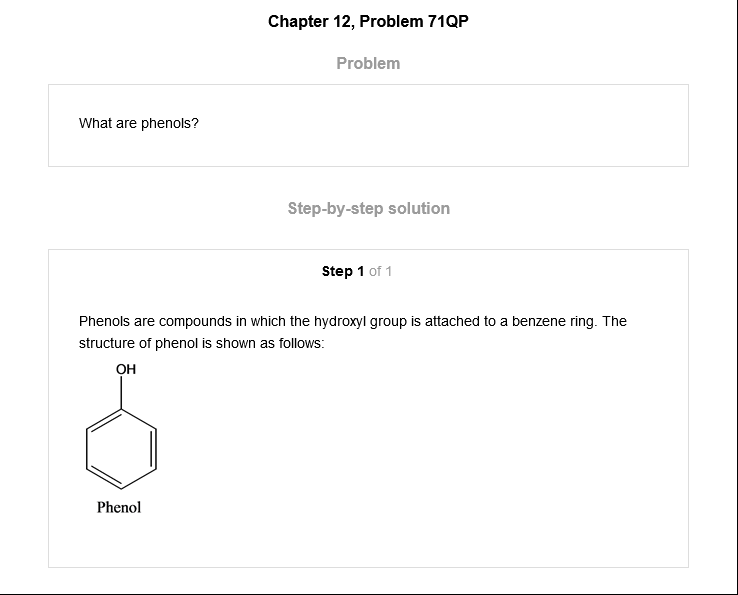 Chapter 12, Problem 71QP
Problem
What are phenols?
Step-by-step solution
Step 1 of 1
Phenols are compounds in which the hydroxyl group is attached to a benzene ring. The
structure of phenol is shown as follows:
OH
Phenol